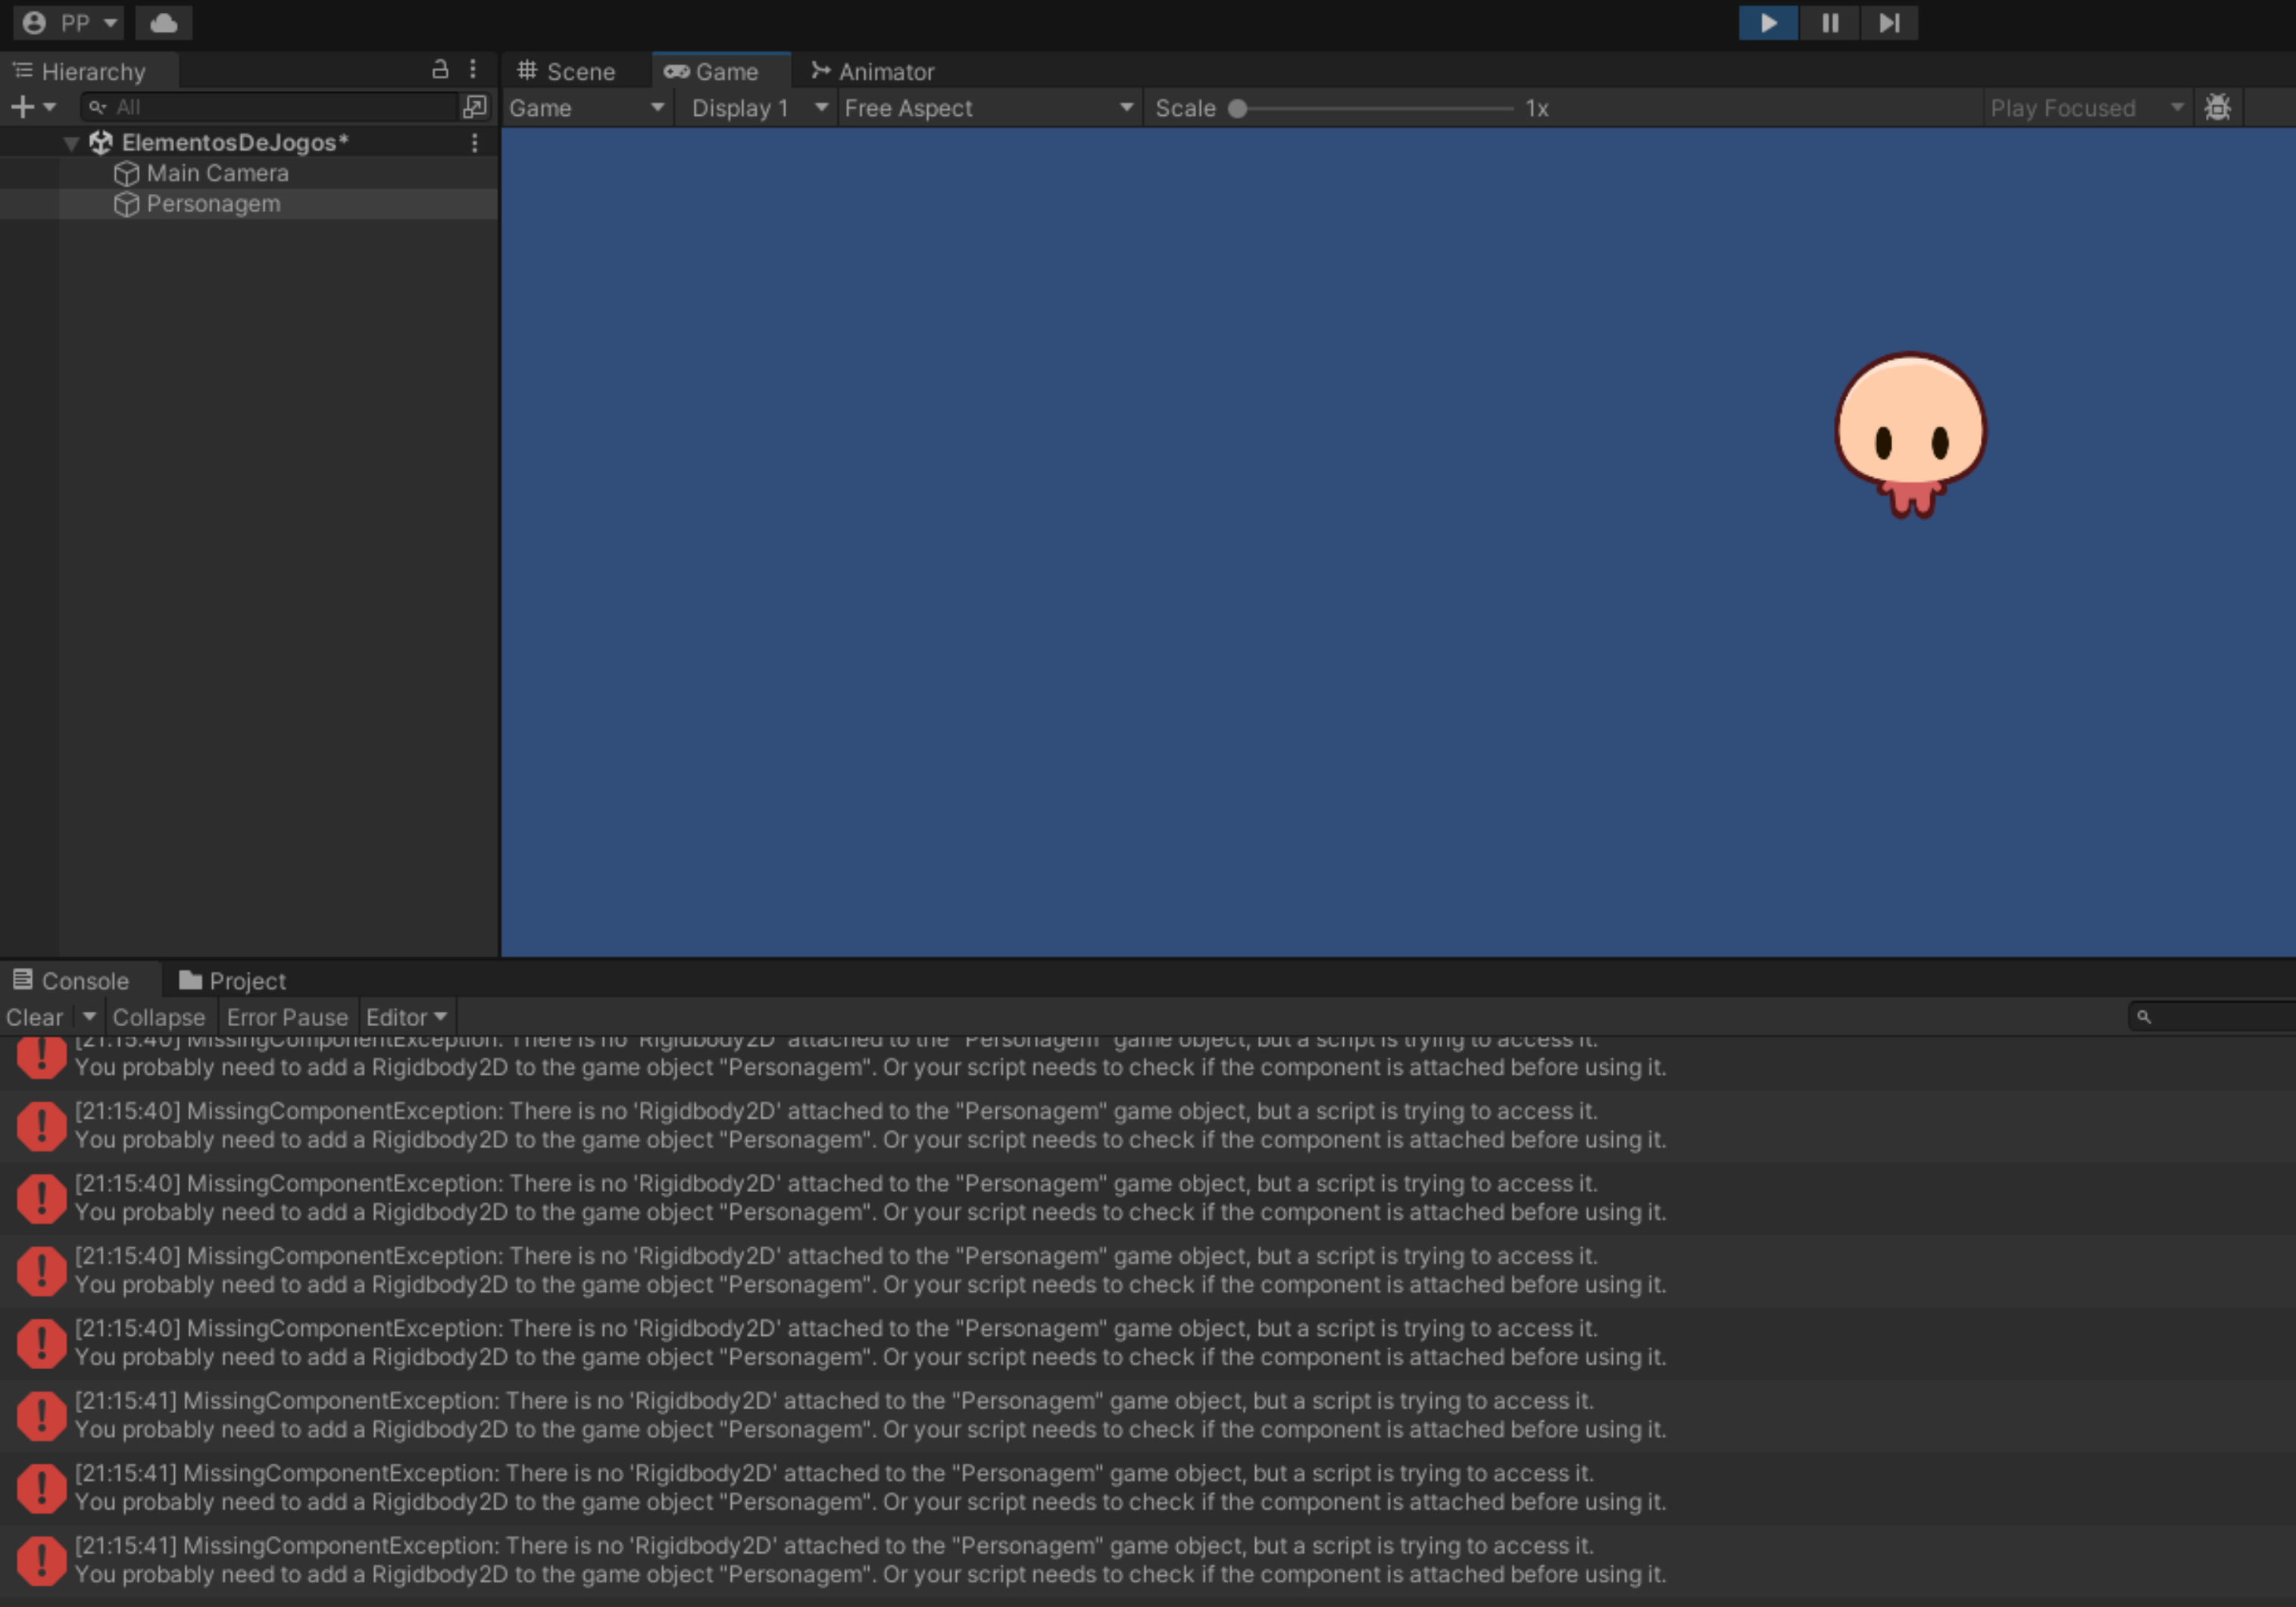 PP
Hierarchy
Scene
Game
Animator
All
Game
Display 1
Free Aspect
Scale
1x
Play Focused
ElementosDeJogos*
Main Camera
Personagem
Console
Project
Clear
Collapse
Error Pause
Editor
[21:15:40] MissingComponentException: There is no 'Rigidbody2D' attached to the "Personagem" game object, but a script is trying to access it.
You probably need to add a Rigidbody2D to the game object "Personagem". Or your script needs to check if the component is attached before using it.
[21:15:40] MissingComponentException: There is no 'Rigidbody2D' attached to the "Personagem" game object, but a script is trying to access it.
You probably need to add a Rigidbody2D to the game object "Personagem". Or your script needs to check if the component is attached before using it.
[21:15:40] MissingComponentException: There is no 'Rigidbody2D' attached to the "Personagem" game object, but a script is trying to access it.
You probably need to add a Rigidbody2D to the game object "Personagem". Or your script needs to check if the component is attached before using it.
[21:15:40] MissingComponentException: There is no 'Rigidbody2D' attached to the "Personagem" game object, but a script is trying to access it.
You probably need to add a Rigidbody2D to the game object "Personagem". Or your script needs to check if the component is attached before using it.
[21:15:40] MissingComponentException: There is no 'Rigidbody2D' attached to the "Personagem" game object, but a script is trying to access it.
You probably need to add a Rigidbody2D to the game object "Personagem". Or your script needs to check if the component is attached before using it.
[21:15:41] MissingComponentException: There is no 'Rigidbody2D' attached to the "Personagem" game object, but a script is trying to access it.
You probably need to add a Rigidbody2D to the game object "Personagem". Or your script needs to check if the component is attached before using it.
[21:15:41] MissingComponentException: There is no 'Rigidbody2D' attached to the "Personagem" game object, but a script is trying to access it.
You probably need to add a Rigidbody2D to the game object "Personagem". Or your script needs to check if the component is attached before using it.
[21:15:41] MissingComponentException: There is no 'Rigidbody2D' attached to the "Personagem" game object, but a script is trying to access it.
You probably need to add a Rigidbody2D to the game object "Personagem". Or your script needs to check if the component is attached before using it.